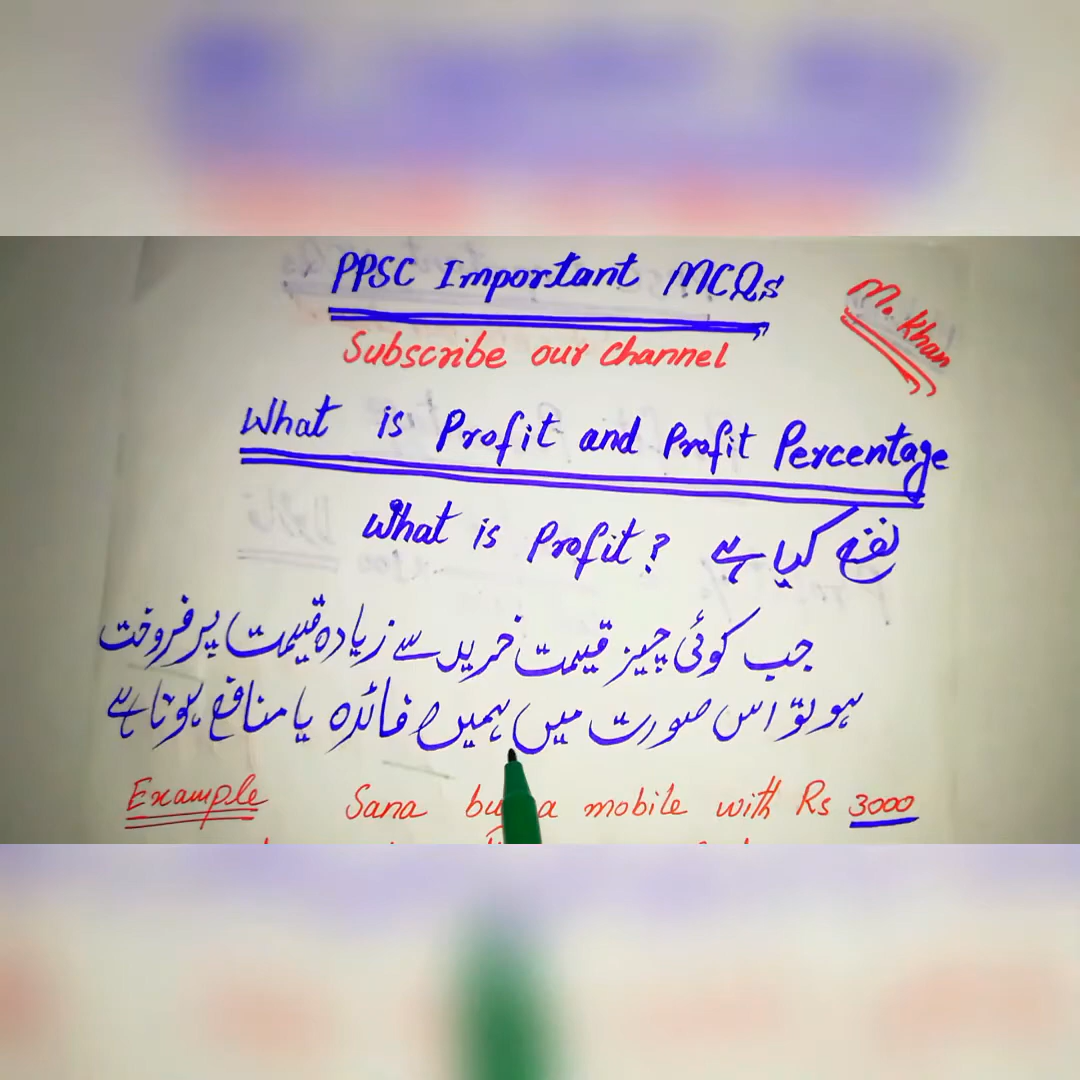 PPSC Important MCQs
M. Khan
Subscribe our Channel
What is Profit and Profit Percentage
What is Profit? نفع کیا ہے
جب کوئی چیز قیمت خرید سے زیادہ قیمت پر فروخت
ہو تو اس صورت میں ہمیں فائدہ یا منافع ہوتا ہے
Example Sana buy a mobile with Rs 3000